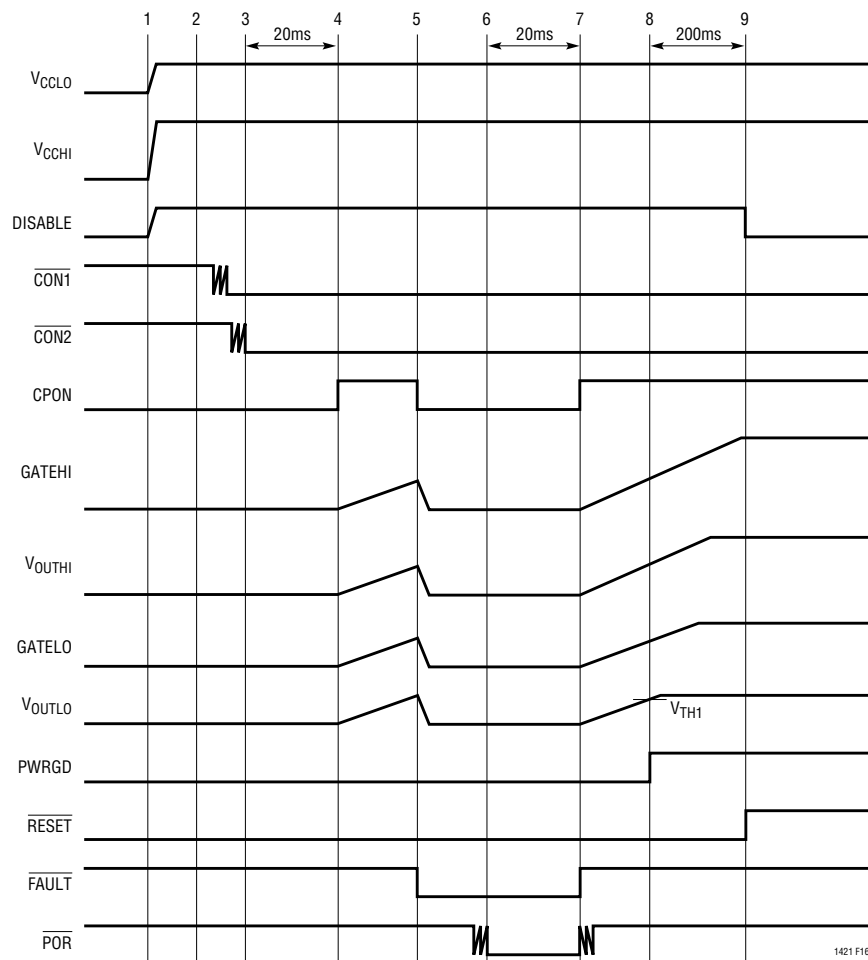 1 2 3 4 5 6 7 8 9
20ms 20ms 200ms
VCCLO
VCCHI
DISABLE
CON1
CON2
CPON
GATEHI
VOUTHI
GATELO
VOUTLO
VTH1
PWRGD
RESET
FAULT
POR
1421 F16